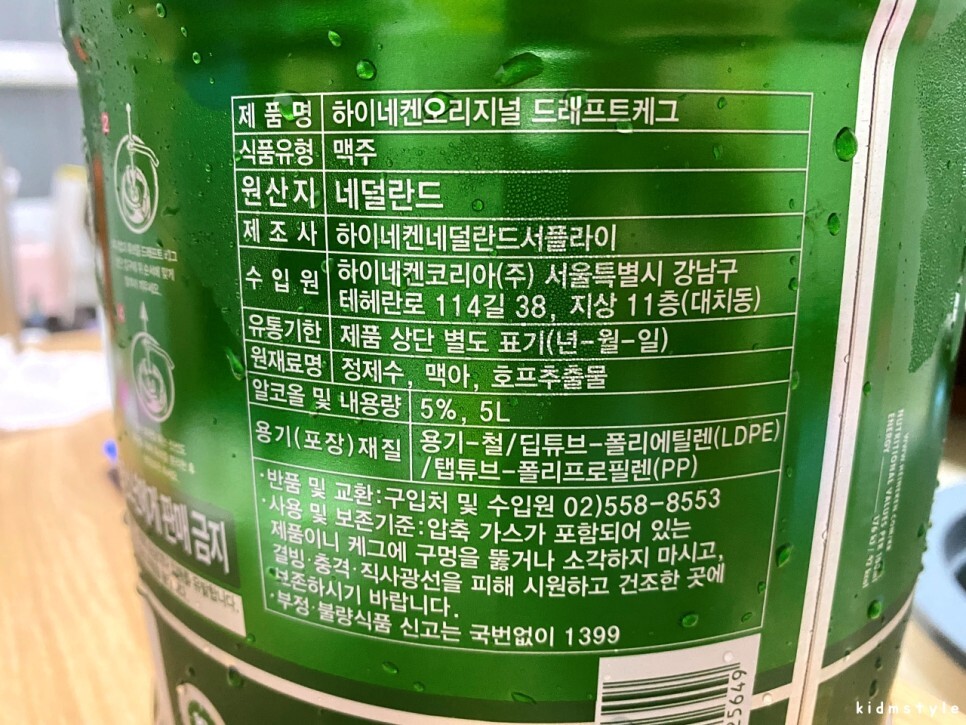 제 품 명 하이네켄오리지널 드래프트케그
식품유형 맥주
원산지 네덜란드
제 조 사 하이네켄네덜란드서플라이
수 입 원 하이네켄코리아(주) 서울특별시 강남구
테헤란로 114길 38, 지상 11층(대치동)
유통기한 제품 상단 별도 표기(년-월-일)
원재료명 정제수, 맥아, 호프추출물
알코올 및 내용량 5%, 5L
용기(포장)재질 용기-철/딥튜브-폴리에틸렌(LDPE)
/탭튜브-폴리프로필렌(PP)
·반품 및 교환:구입처 및 수입원 02)558-8553
·사용 및 보존기준:압축 가스가 포함되어 있는
제품이니 케그에 구멍을 뚫거나 소각하지 마시고,
결빙·충격·직사광선을 피해 시원하고 건조한 곳에
보존하시기 바랍니다.
·부정·불량식품 신고는 국번없이 1399
판매 금지
NUTRITIONAL VALUES PER
ENERGY
25649
kidmstyle